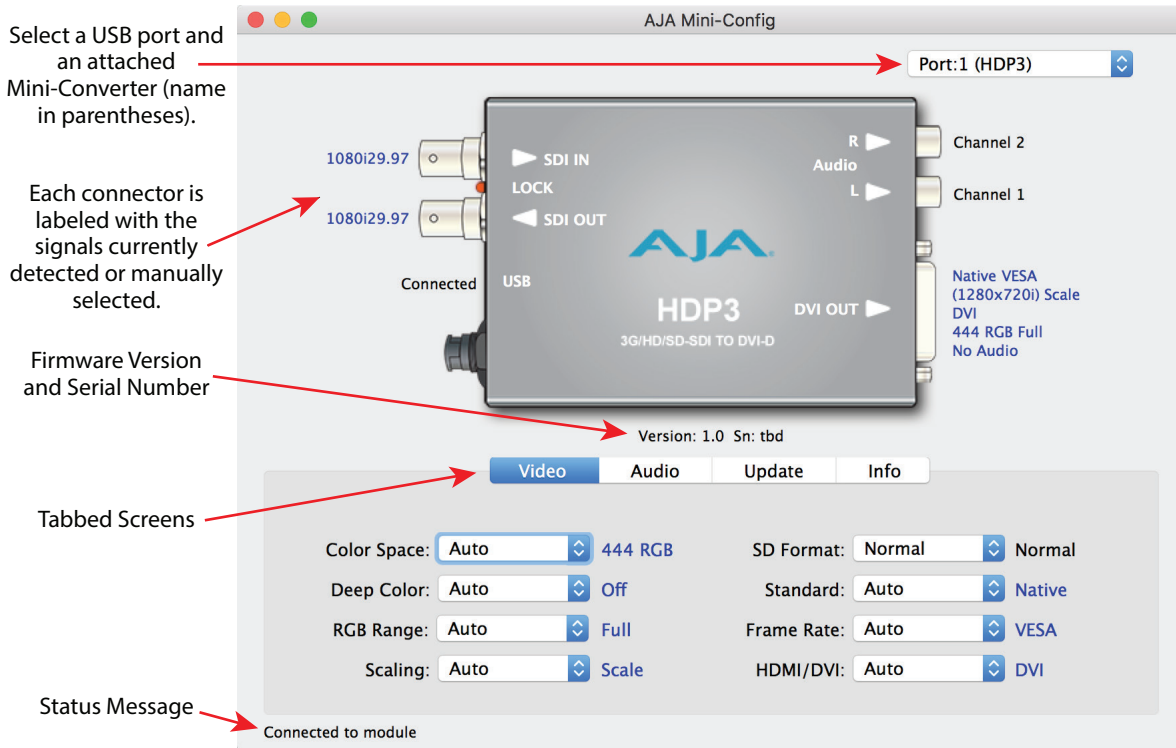 AJA Mini-Config
Select a USB port and
an attached
Mini-Converter (name
in parentheses).
Port:1 (HDP3)
1080i29.97
SDI IN
LOCK
1080i29.97
SDI OUT
Connected
USB
R
Audio
L
Channel 2
Channel 1
AJA
HDP3
3G/HD/SD-SDI TO DVI-D
DVI OUT
Native VESA
(1280x720i) Scale
DVI
444 RGB Full
No Audio
Each connector is
labeled with the
signals currently
detected or manually
selected.
Firmware Version
and Serial Number
Version: 1.0 Sn: tbd
Video Audio Update Info
Tabbed Screens
Color Space: Auto 444 RGB SD Format: Normal Normal
Deep Color: Auto Off Standard: Auto Native
RGB Range: Auto Full Frame Rate: Auto VESA
Scaling: Auto Scale HDMI/DVI: Auto DVI
Status Message
Connected to module